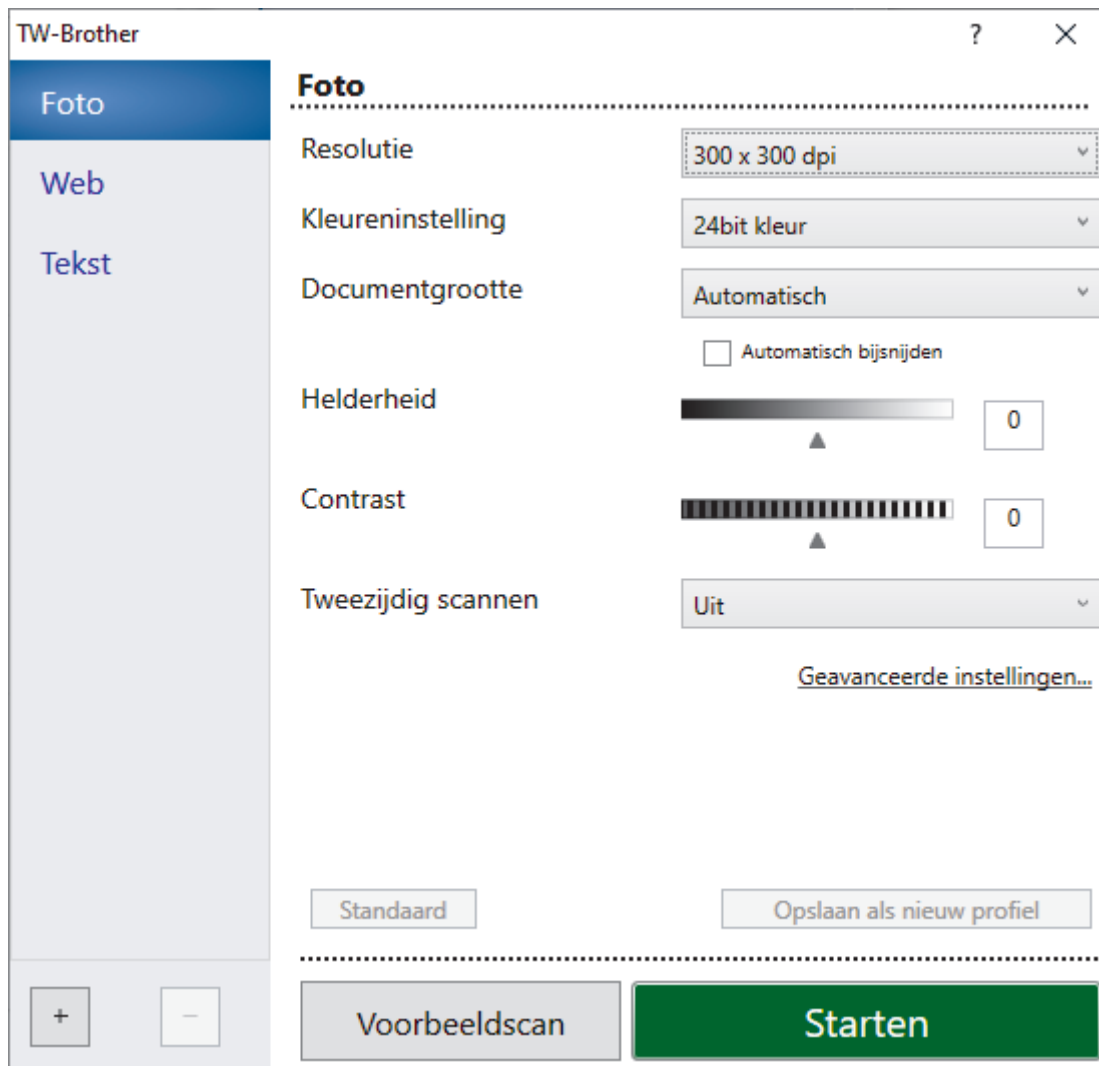 TW-Brother
?
Foto
Web
Tekst
Foto
Resolutie
300 x 300 dpi
Kleureninstelling
24bit kleur
Documentgrootte
Automatisch
Automatisch bijsnijden
Helderheid
0
Contrast
0
Tweezijdig scannen
Uit
Geavanceerde instellingen...
Standaard
Opslaan als nieuw profiel
+
−
Voorbeeldscan
Starten